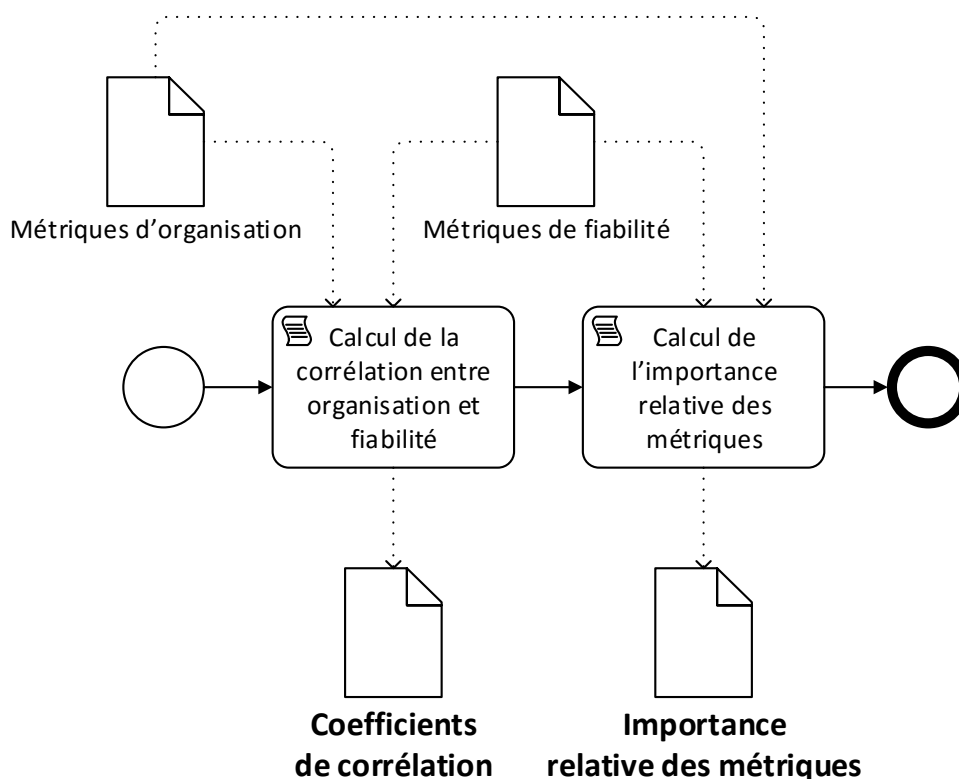 Métriques d’organisation
Métriques de fiabilité
Calcul de la
corrélation entre
organisation et
fiabilité
Calcul de
l’importance
relative des
métriques
Coefficients
de corrélation
Importance
relative des métriques